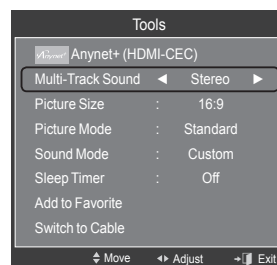 Tools
Anynet+ Anynet+ (HDMI-CEC)
Multi-Track Sound ◄ Stereo ►
Picture Size : 16:9
Picture Mode : Standard
Sound Mode : Custom
Sleep Timer : Off
Add to Favorite
Switch to Cable
Move Adjust Exit